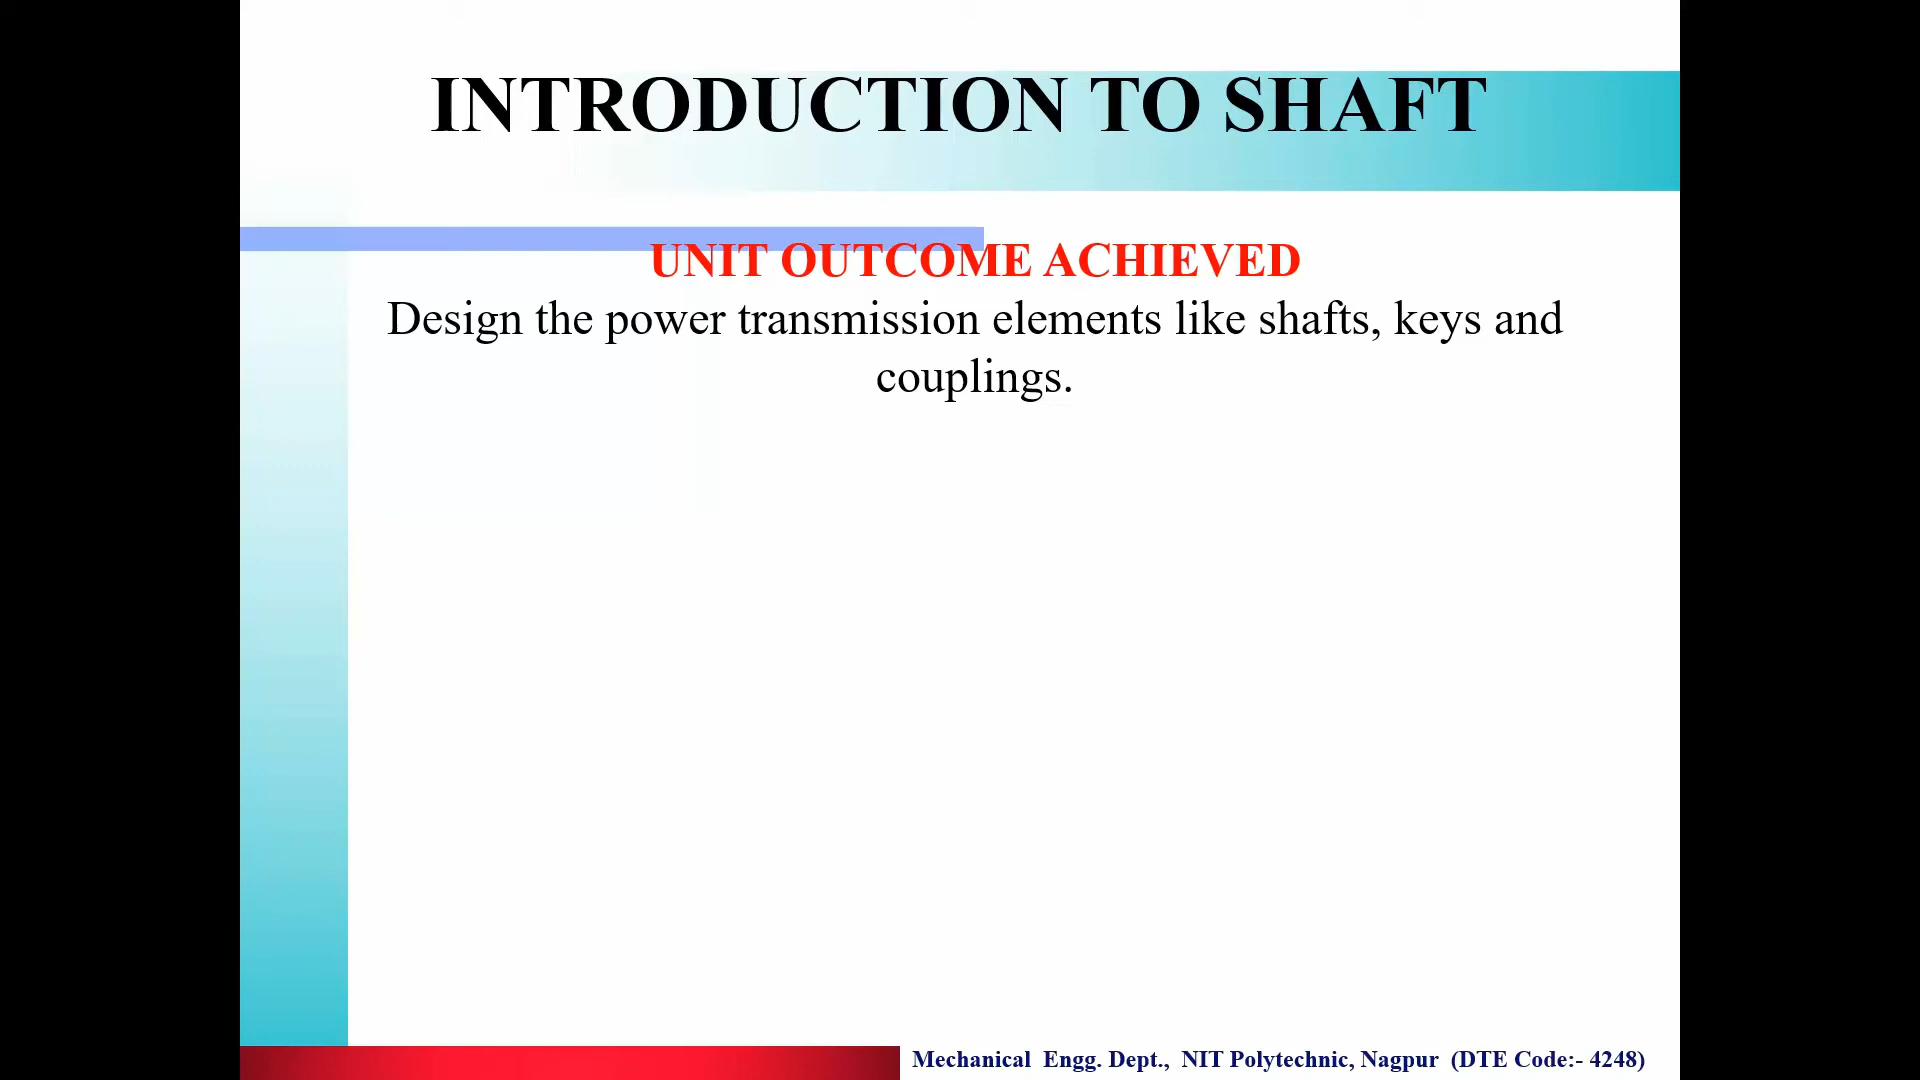 INTRODUCTION TO SHAFT
UNIT OUTCOME ACHIEVED
Design the power transmission elements like shafts, keys and
couplings.
Mechanical Engg. Dept., NIT Polytechnic, Nagpur (DTE Code:- 4248)